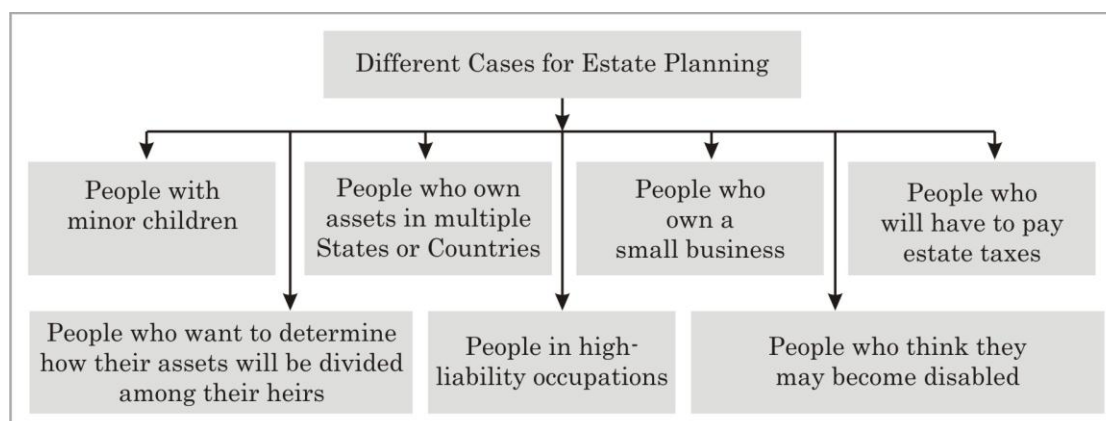 Different Cases for Estate Planning
People with
minor children
People who own
assets in multiple
States or Countries
People who
own a
small business
People who
will have to pay
estate taxes
People who want to determine
how their assets will be divided
among their heirs
People in high-
liability occupations
People who think they
may become disabled